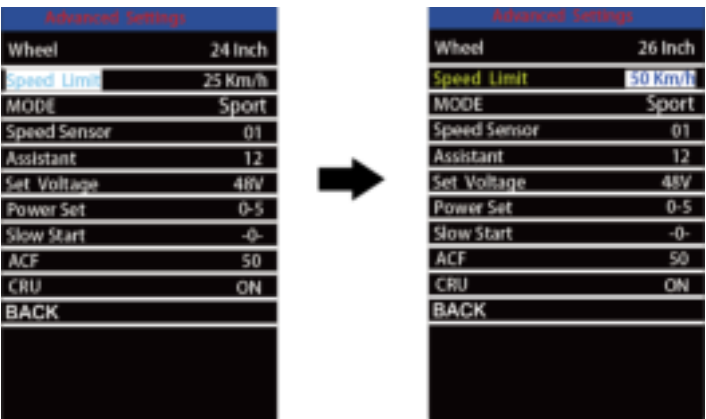 Advanced Settings
Wheel 24 Inch
Speed Limit 25 Km/h
MODE Sport
Speed Sensor 01
Assistant 12
Set Voltage 48V
Power Set 0-5
Slow Start -0-
ACF 50
CRU ON
BACK
Advanced Settings
Wheel 26 Inch
Speed Limit 50 Km/h
MODE Sport
Speed Sensor 01
Assistant 12
Set Voltage 48V
Power Set 0-5
Slow Start -0-
ACF 50
CRU ON
BACK